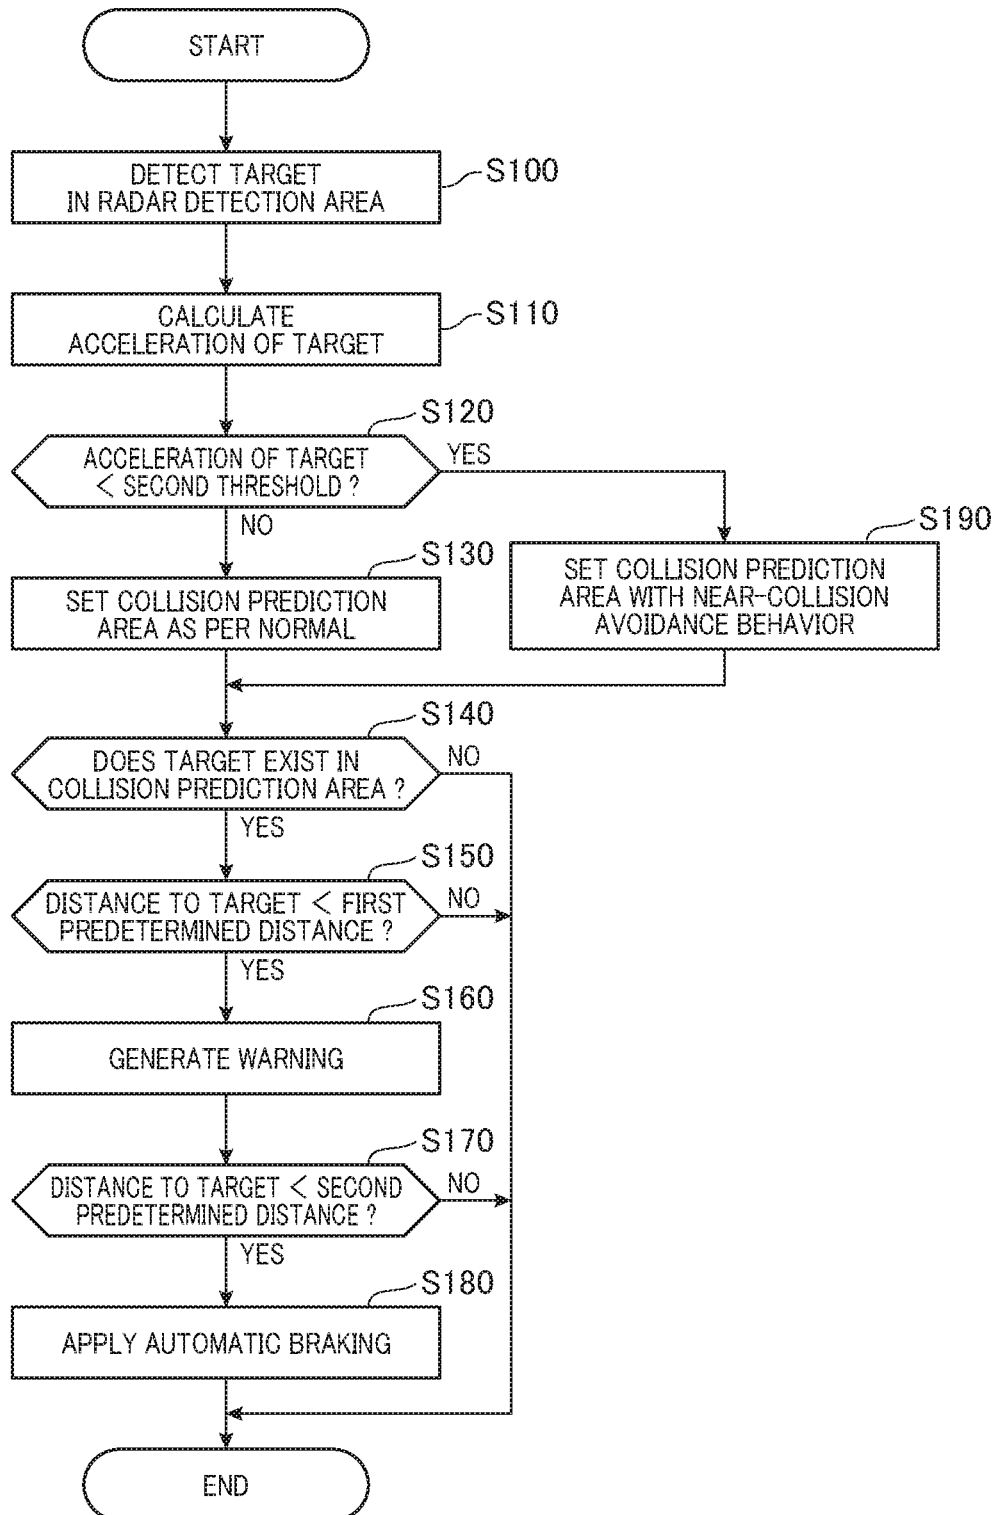 START
DETECT TARGET
IN RADAR DETECTION AREA
S100
CALCULATE
ACCELERATION OF TARGET
S110
S120
ACCELERATION OF TARGET
< SECOND THRESHOLD ?
YES
NO
S130
SET COLLISION PREDICTION
AREA AS PER NORMAL
S190
SET COLLISION PREDICTION
AREA WITH NEAR-COLLISION
AVOIDANCE BEHAVIOR
S140
DOES TARGET EXIST IN
COLLISION PREDICTION AREA ?
NO
YES
S150
DISTANCE TO TARGET < FIRST
PREDETERMINED DISTANCE ?
NO
YES
S160
GENERATE WARNING
S170
DISTANCE TO TARGET < SECOND
PREDETERMINED DISTANCE ?
NO
YES
S180
APPLY AUTOMATIC BRAKING
END